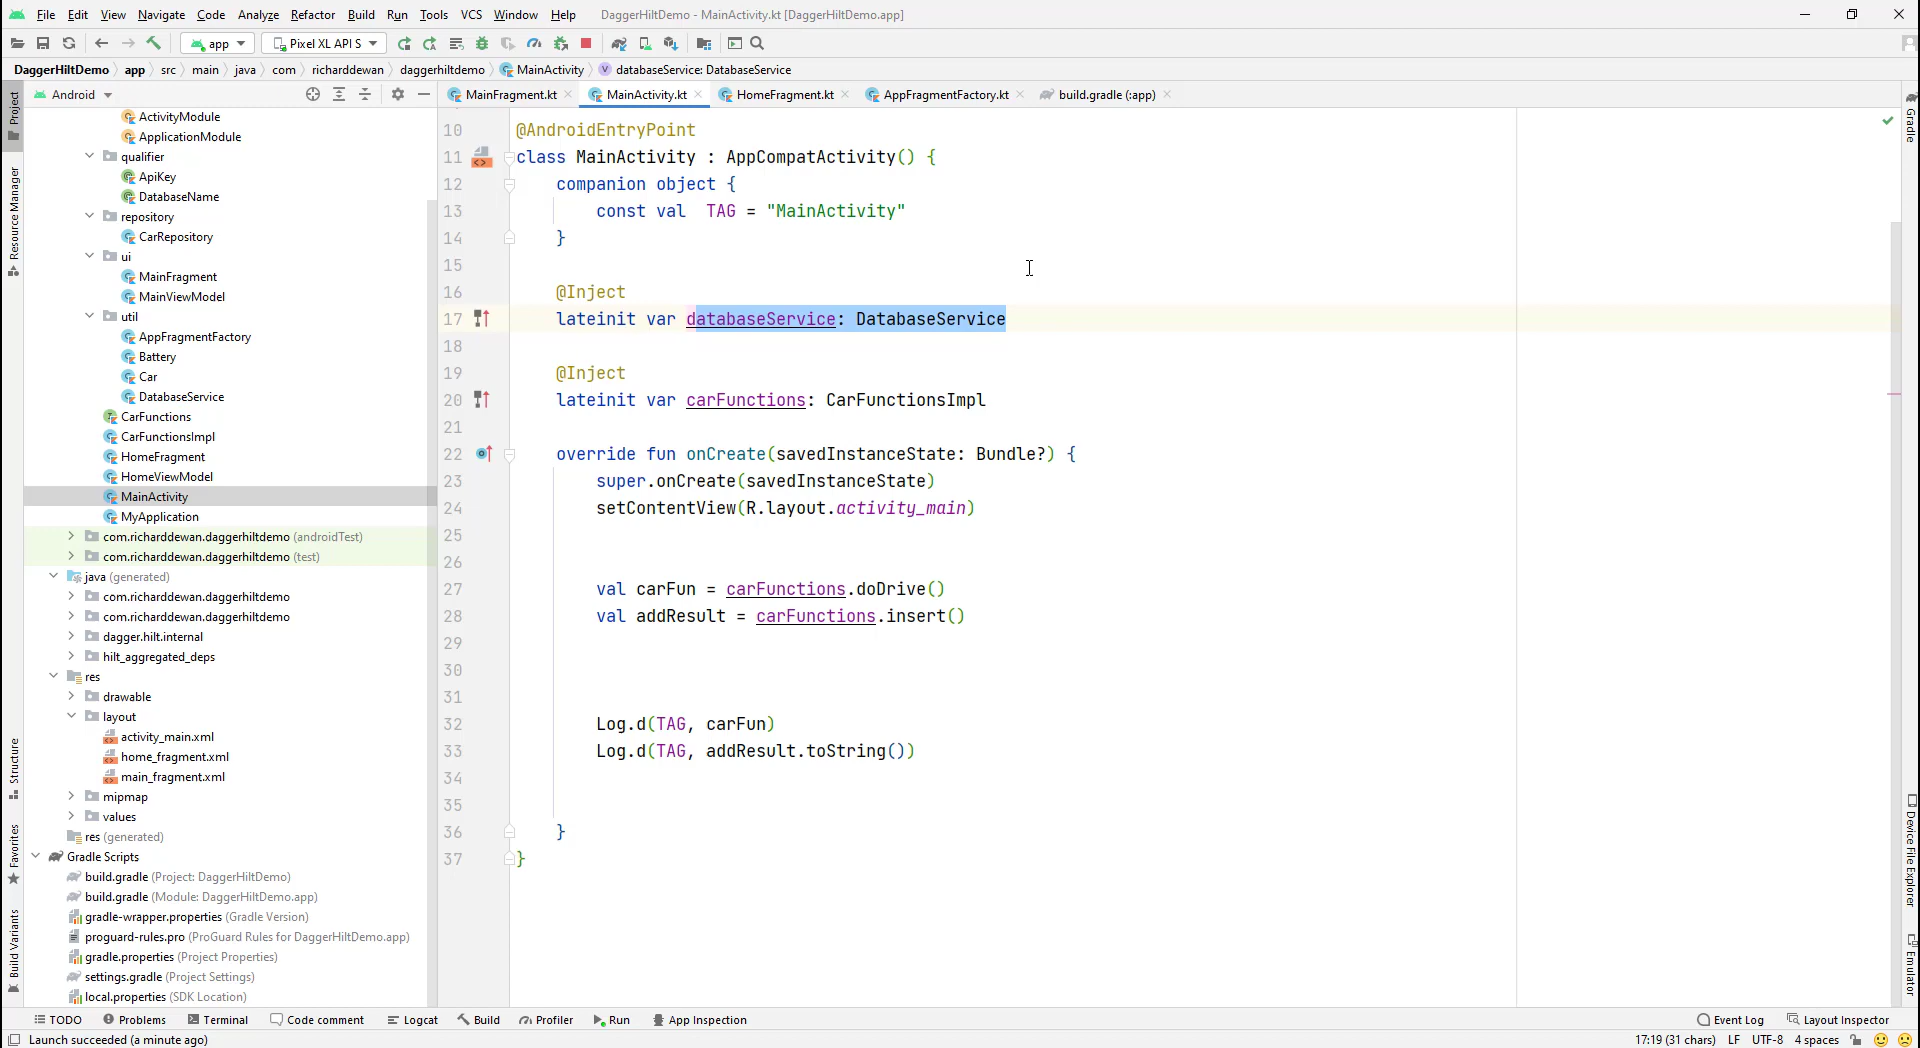 File Edit View Navigate Code Analyze Refactor Build Run Tools VCS Window Help DaggerHiltDemo - MainActivity.kt [DaggerHiltDemo.app]
app Pixel XL API S
DaggerHiltDemo app src main java com richarddewan daggerhiltdemo MainActivity databaseService: DatabaseService
Android MainFragment.kt MainActivity.kt HomeFragment.kt AppFragmentFactory.kt build.gradle (:app)
Project
Resource Manager
Structure
Favorites
Build Variants
ActivityModule
ApplicationModule
qualifier
ApiKey
DatabaseName
repository
CarRepository
ui
MainFragment
MainViewModel
util
AppFragmentFactory
Battery
Car
DatabaseService
CarFunctions
CarFunctionsImpl
HomeFragment
HomeViewModel
MainActivity
MyApplication
com.richarddewan.daggerhiltdemo (androidTest)
com.richarddewan.daggerhiltdemo (test)
java (generated)
com.richarddewan.daggerhiltdemo
com.richarddewan.daggerhiltdemo
dagger.hilt.internal
hilt_aggregated_deps
res
drawable
layout
activity_main.xml
home_fragment.xml
main_fragment.xml
mipmap
values
res (generated)
Gradle Scripts
build.gradle (Project: DaggerHiltDemo)
build.gradle (Module: DaggerHiltDemo.app)
gradle-wrapper.properties (Gradle Version)
proguard-rules.pro (ProGuard Rules for DaggerHiltDemo.app)
gradle.properties (Project Properties)
settings.gradle (Project Settings)
local.properties (SDK Location)
10 @AndroidEntryPoint
11 class MainActivity : AppCompatActivity() {
12 companion object {
13 const val TAG = "MainActivity"
14 }
15
16 @Inject
17 lateinit var databaseService: DatabaseService
18
19 @Inject
20 lateinit var carFunctions: CarFunctionsImpl
21
22 override fun onCreate(savedInstanceState: Bundle?) {
23 super.onCreate(savedInstanceState)
24 setContentView(R.layout.activity_main)
25
26
27 val carFun = carFunctions.doDrive()
28 val addResult = carFunctions.insert()
29
30
31
32 Log.d(TAG, carFun)
33 Log.d(TAG, addResult.toString())
34
35
36 }
37 }
Gradle
Device File Explorer
Emulator
TODO Problems Terminal Code comment Logcat Build Profiler Run App Inspection Event Log Layout Inspector
Launch succeeded (a minute ago) 17:19 (31 chars) LF UTF-8 4 spaces